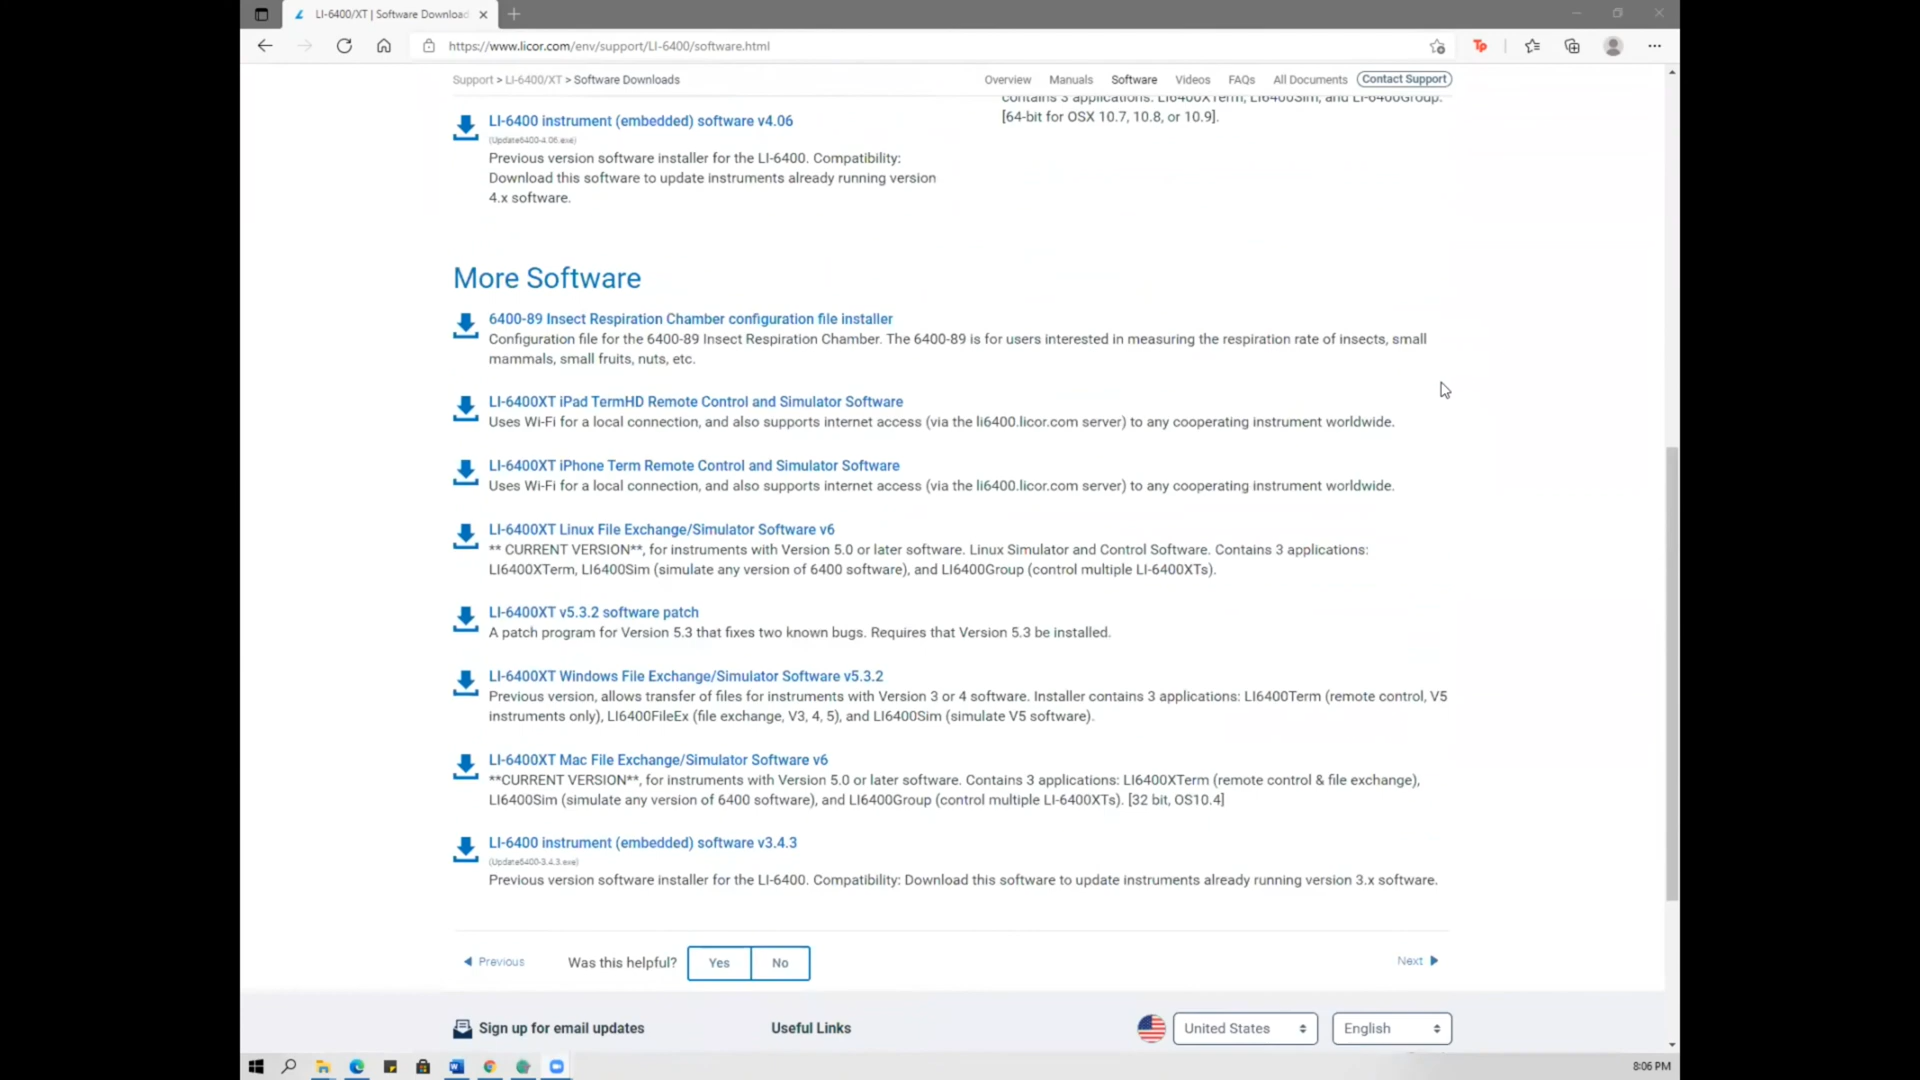 LI-6400/XT | Software Download
https://www.licor.com/env/support/LI-6400/software.html
Support > LI-6400/XT > Software Downloads
Overview Manuals Software Videos FAQs All Documents Contact Support
contains 3 applications: LI6400XTerm, LI6400Sim, and LI-6400Group.
[64-bit for OSX 10.7, 10.8, or 10.9].
LI-6400 instrument (embedded) software v4.06
(Update6400-4.06.exe)
Previous version software installer for the LI-6400. Compatibility:
Download this software to update instruments already running version
4.x software.
More Software
6400-89 Insect Respiration Chamber configuration file installer
Configuration file for the 6400-89 Insect Respiration Chamber. The 6400-89 is for users interested in measuring the respiration rate of insects, small
mammals, small fruits, nuts, etc.
LI-6400XT iPad TermHD Remote Control and Simulator Software
Uses Wi-Fi for a local connection, and also supports internet access (via the li6400.licor.com server) to any cooperating instrument worldwide.
LI-6400XT iPhone Term Remote Control and Simulator Software
Uses Wi-Fi for a local connection, and also supports internet access (via the li6400.licor.com server) to any cooperating instrument worldwide.
LI-6400XT Linux File Exchange/Simulator Software v6
** CURRENT VERSION**, for instruments with Version 5.0 or later software. Linux Simulator and Control Software. Contains 3 applications:
LI6400XTerm, LI6400Sim (simulate any version of 6400 software), and LI6400Group (control multiple LI-6400XTs).
LI-6400XT v5.3.2 software patch
A patch program for Version 5.3 that fixes two known bugs. Requires that Version 5.3 be installed.
LI-6400XT Windows File Exchange/Simulator Software v5.3.2
Previous version, allows transfer of files for instruments with Version 3 or 4 software. Installer contains 3 applications: LI6400Term (remote control, V5
instruments only), LI6400FileEx (file exchange, V3, 4, 5), and LI6400Sim (simulate V5 software).
LI-6400XT Mac File Exchange/Simulator Software v6
**CURRENT VERSION**, for instruments with Version 5.0 or later software. Contains 3 applications: LI6400XTerm (remote control & file exchange),
LI6400Sim (simulate any version of 6400 software), and LI6400Group (control multiple LI-6400XTs). [32 bit, OS10.4]
LI-6400 instrument (embedded) software v3.4.3
(Update6400-3.4.3.exe)
Previous version software installer for the LI-6400. Compatibility: Download this software to update instruments already running version 3.x software.
Previous Was this helpful? Yes No Next
Sign up for email updates Useful Links United States English
8:06 PM